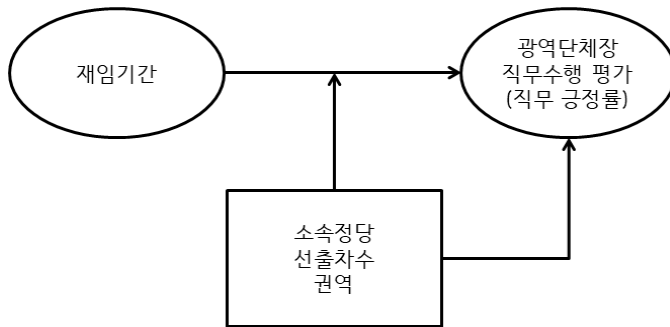 재임기간
광역단체장
직무수행 평가
(직무 긍정률)
소속정당
선출차수
권역